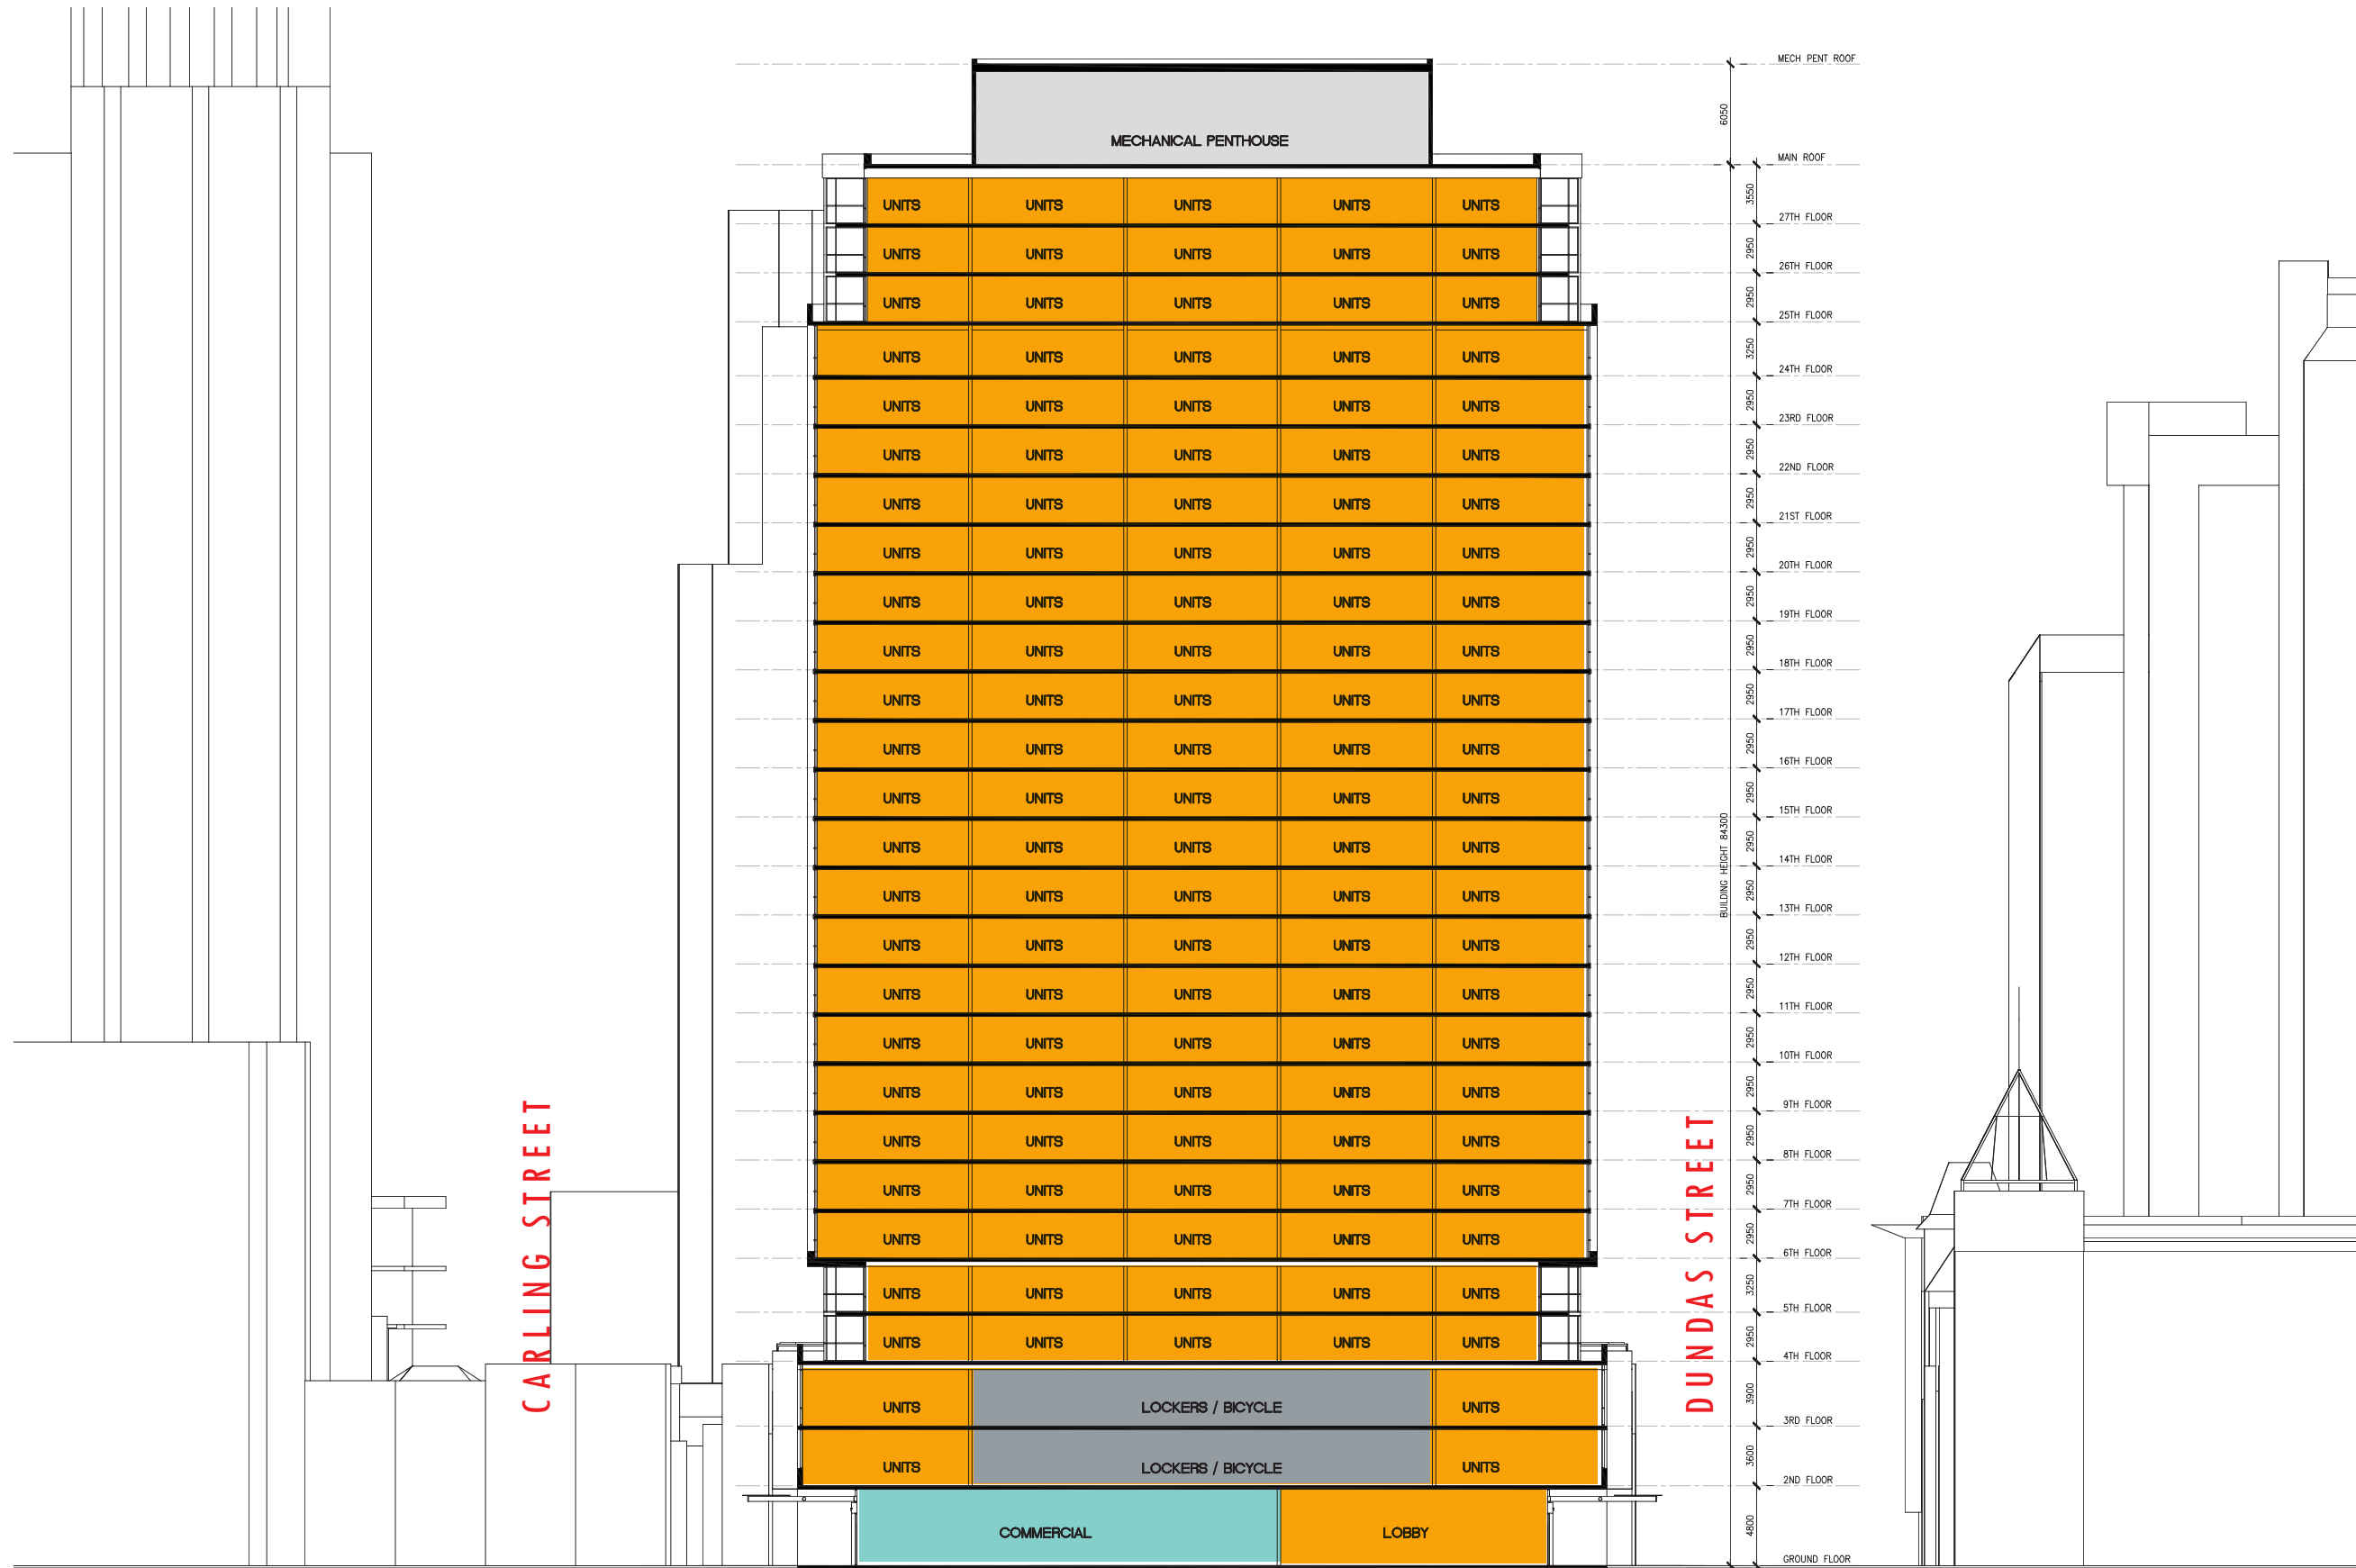 MECH PENT ROOF
6050
MECHANICAL PENTHOUSE
MAIN ROOF
3550
UNITS UNITS UNITS UNITS UNITS
27TH FLOOR
2950
UNITS UNITS UNITS UNITS UNITS
26TH FLOOR
2950
UNITS UNITS UNITS UNITS UNITS
25TH FLOOR
3250
UNITS UNITS UNITS UNITS UNITS
24TH FLOOR
2950
UNITS UNITS UNITS UNITS UNITS
23RD FLOOR
2950
UNITS UNITS UNITS UNITS UNITS
22ND FLOOR
2950
UNITS UNITS UNITS UNITS UNITS
21ST FLOOR
2950
UNITS UNITS UNITS UNITS UNITS
20TH FLOOR
2950
UNITS UNITS UNITS UNITS UNITS
19TH FLOOR
2950
UNITS UNITS UNITS UNITS UNITS
18TH FLOOR
2950
UNITS UNITS UNITS UNITS UNITS
17TH FLOOR
2950
UNITS UNITS UNITS UNITS UNITS
16TH FLOOR
2950
UNITS UNITS UNITS UNITS UNITS
15TH FLOOR
2950
UNITS UNITS UNITS UNITS UNITS
14TH FLOOR
BUILDING HEIGHT 84300
2950
UNITS UNITS UNITS UNITS UNITS
13TH FLOOR
2950
UNITS UNITS UNITS UNITS UNITS
12TH FLOOR
2950
UNITS UNITS UNITS UNITS UNITS
11TH FLOOR
2950
UNITS UNITS UNITS UNITS UNITS
10TH FLOOR
2950
UNITS UNITS UNITS UNITS UNITS
9TH FLOOR
2950
UNITS UNITS UNITS UNITS UNITS
8TH FLOOR
2950
UNITS UNITS UNITS UNITS UNITS
7TH FLOOR
2950
UNITS UNITS UNITS UNITS UNITS
6TH FLOOR
3250
UNITS UNITS UNITS UNITS UNITS
5TH FLOOR
2950
UNITS UNITS UNITS UNITS UNITS
4TH FLOOR
3900
UNITS LOCKERS / BICYCLE UNITS
3RD FLOOR
3600
UNITS LOCKERS / BICYCLE UNITS
2ND FLOOR
4800
COMMERCIAL LOBBY
GROUND FLOOR
CARLING STREET
DUNDAS STREET